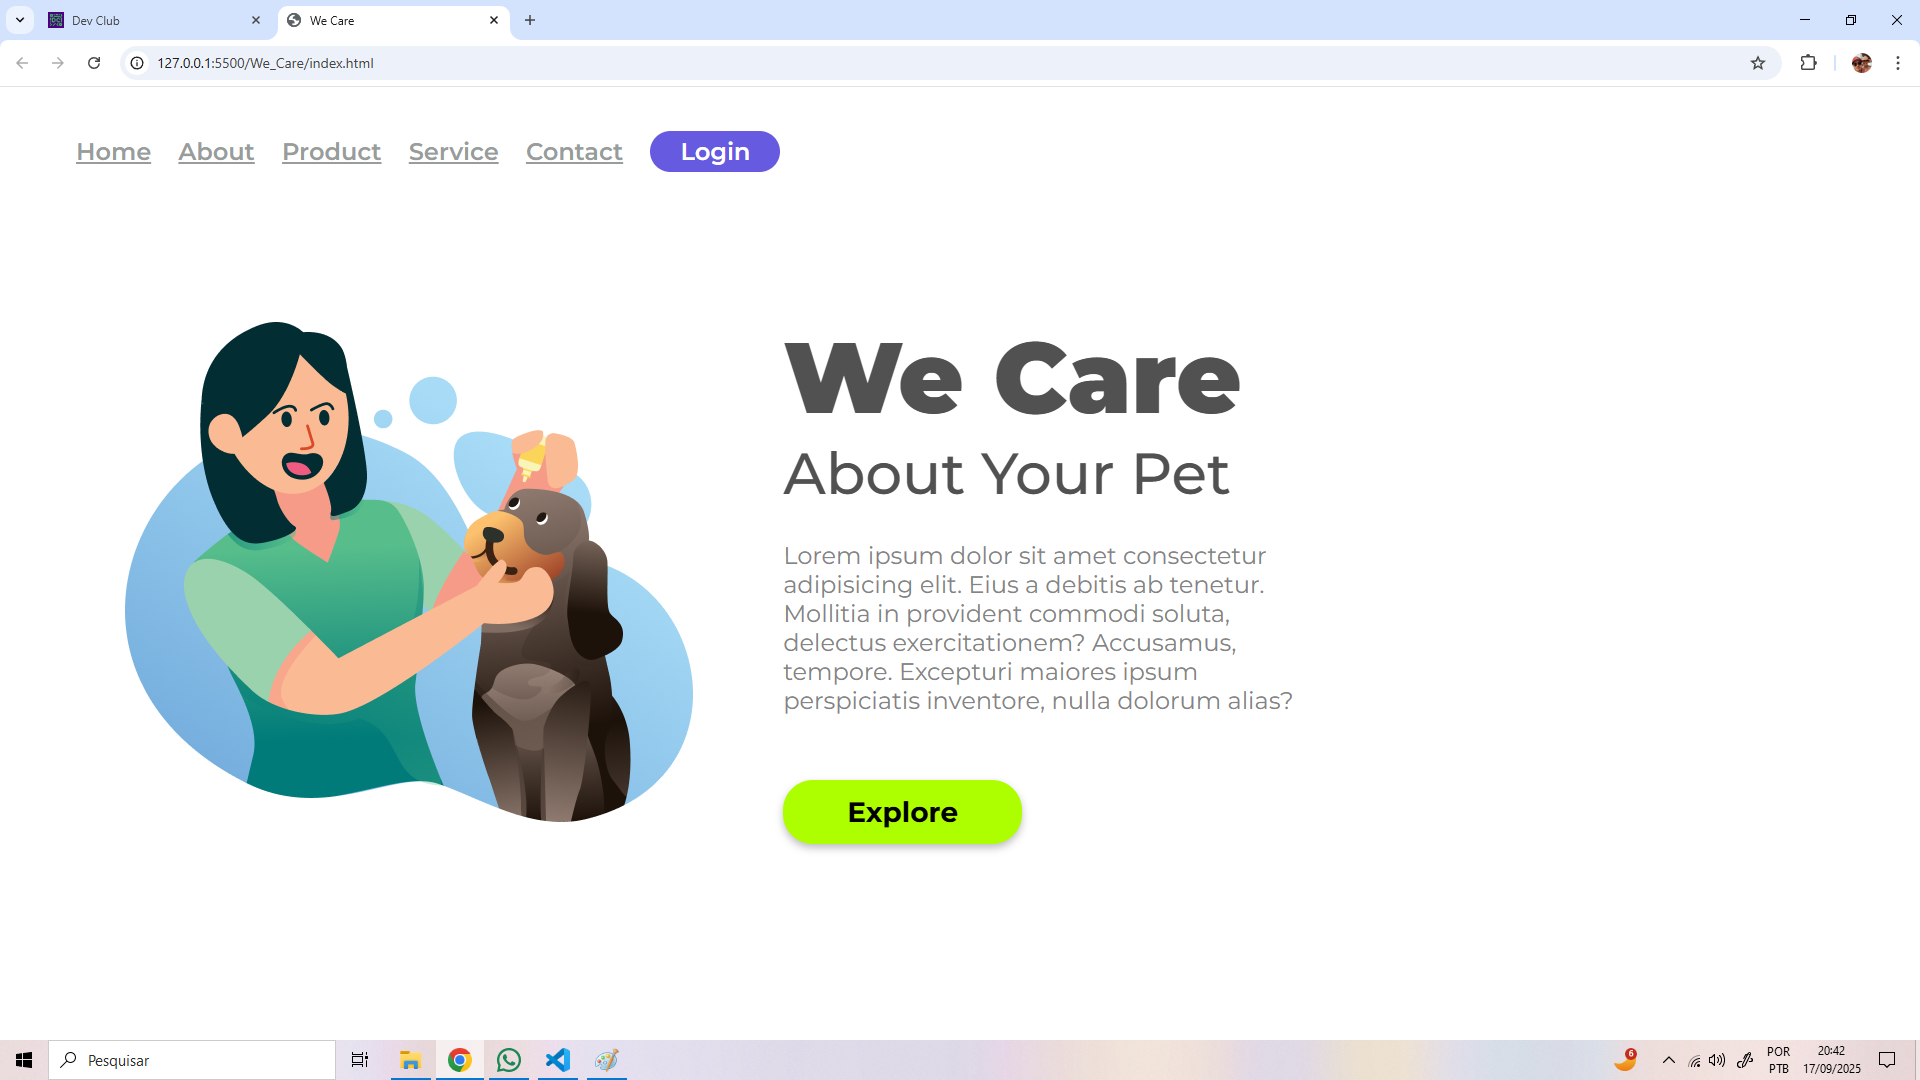 Dev Club
We Care
127.0.0.1:5500/We_Care/index.html
Home About Product Service Contact Login
We Care
About Your Pet
Lorem ipsum dolor sit amet consectetur
adipisicing elit. Eius a debitis ab tenetur.
Mollitia in provident commodi soluta,
delectus exercitationem? Accusamus,
tempore. Excepturi maiores ipsum
perspiciatis inventore, nulla dolorum alias?
Explore
Pesquisar
6
POR
PTB
20:42
17/09/2025